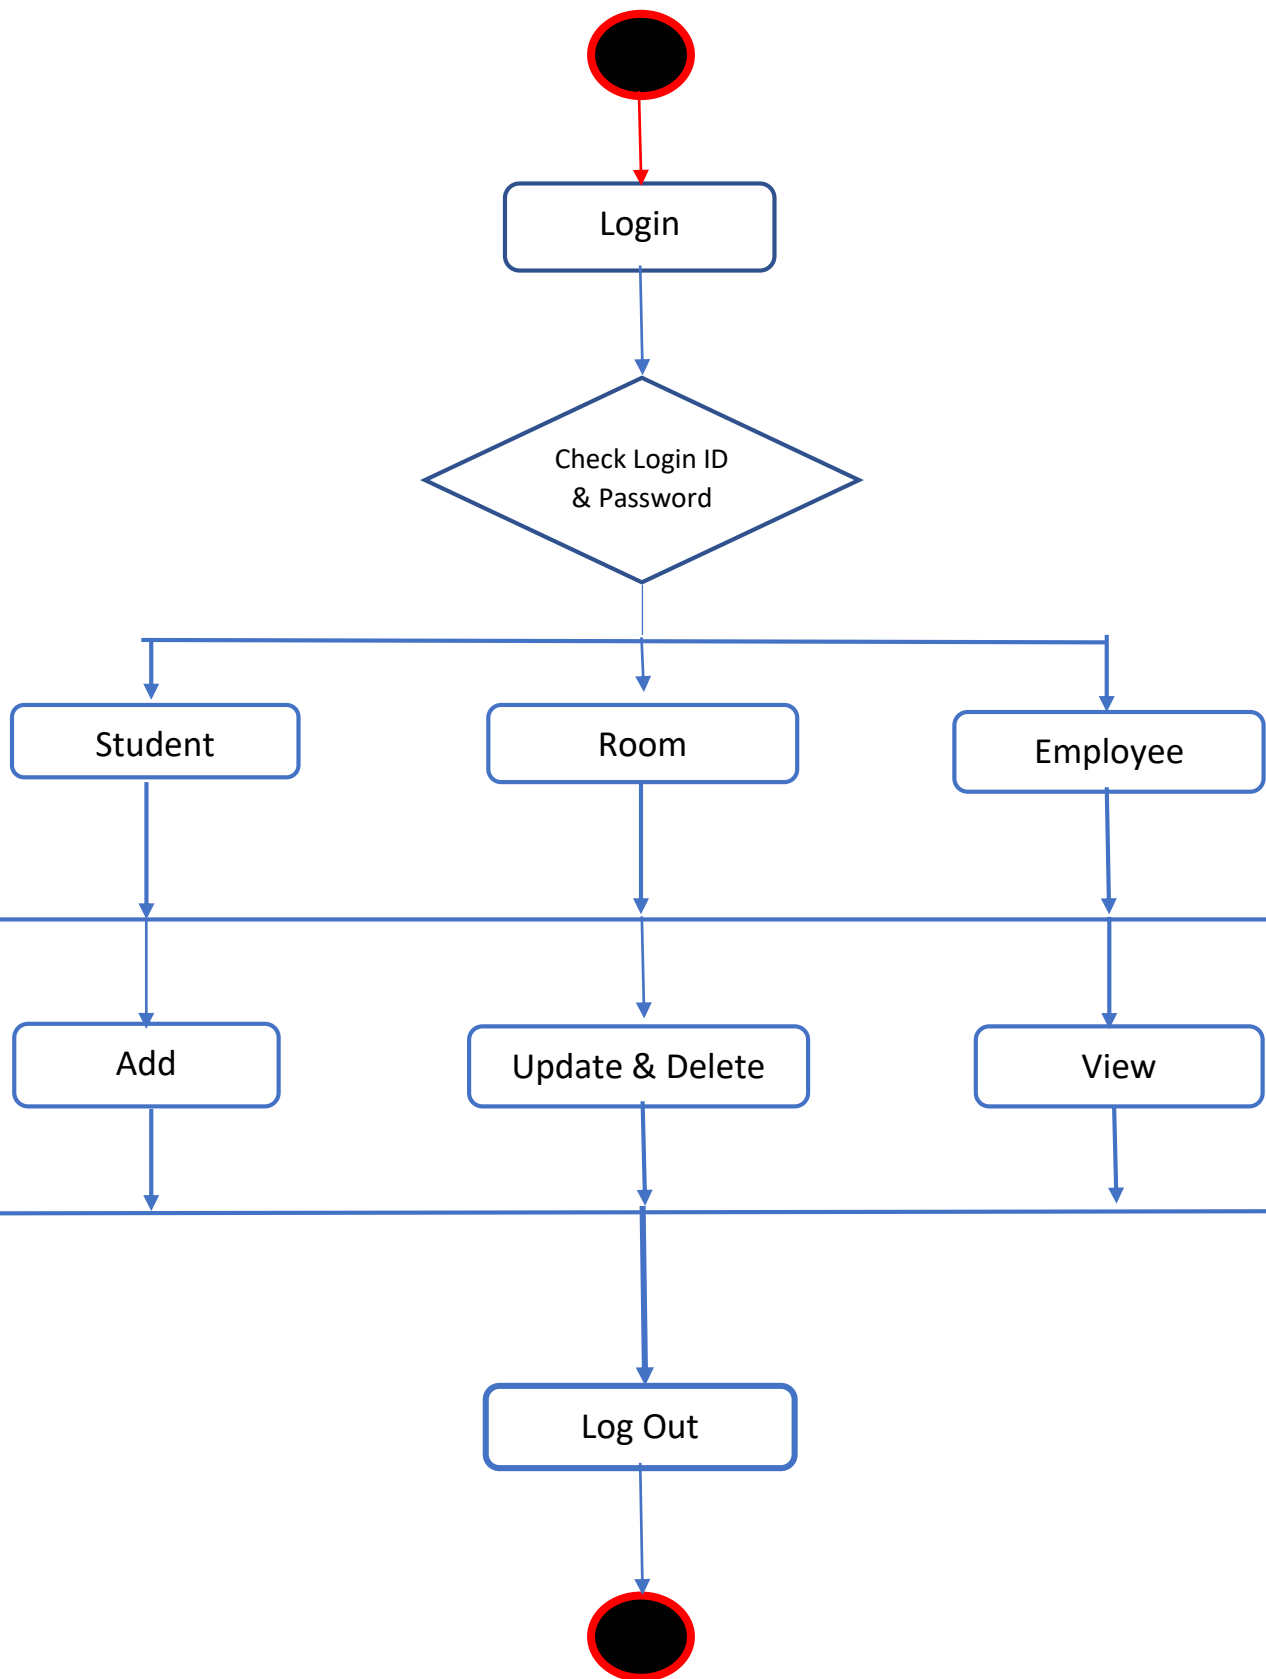 Login
Check Login ID
& Password
Student
Room
Employee
Add
Update & Delete
View
Log Out